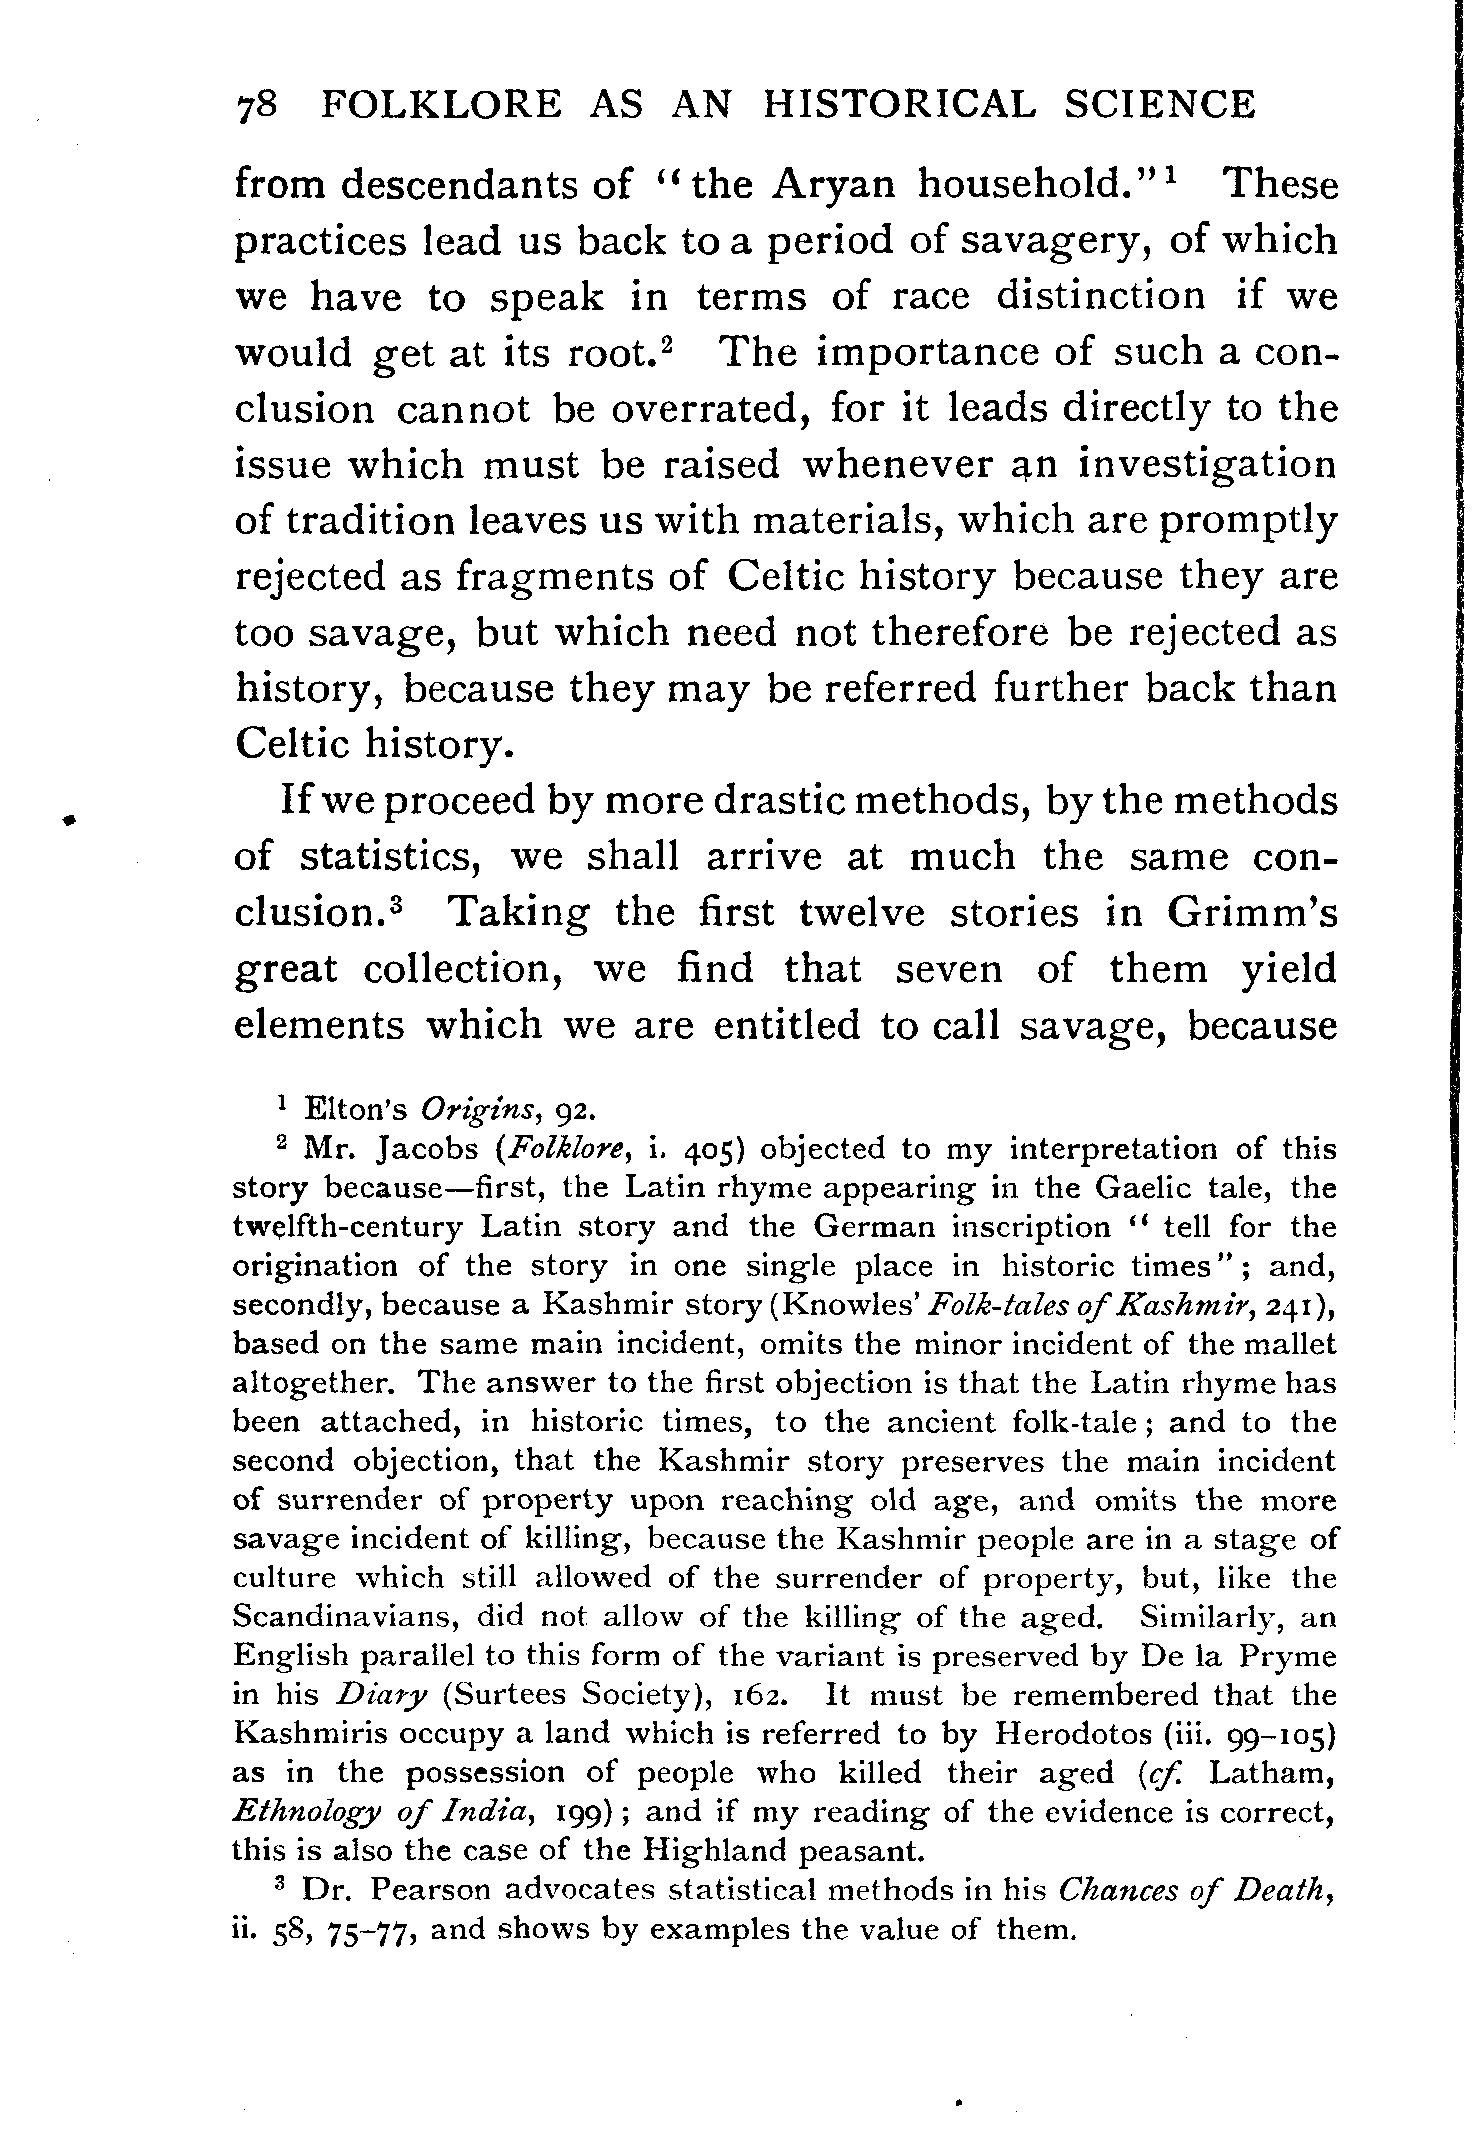 78 FOLKLORE AS AN HISTORICAL SCIENCE
from descendants of “the Aryan household.”¹ These
practices lead us back to a period of savagery, of which
we have to speak in terms of race distinction if we
would get at its root.² The importance of such a con-
clusion cannot be overrated, for it leads directly to the
issue which must be raised whenever an investigation
of tradition leaves us with materials, which are promptly
rejected as fragments of Celtic history because they are
too savage, but which need not therefore be rejected as
history, because they may be referred further back than
Celtic history.
If we proceed by more drastic methods, by the methods
of statistics, we shall arrive at much the same con-
clusion.³ Taking the first twelve stories in Grimm’s
great collection, we find that seven of them yield
elements which we are entitled to call savage, because
¹ Elton’s Origins, 92.
² Mr. Jacobs (Folklore, i. 405) objected to my interpretation of this
story because—first, the Latin rhyme appearing in the Gaelic tale, the
twelfth-century Latin story and the German inscription “ tell for the
origination of the story in one single place in historic times” ; and,
secondly, because a Kashmir story (Knowles’ Folk-tales of Kashmir, 241),
based on the same main incident, omits the minor incident of the mallet
altogether. The answer to the first objection is that the Latin rhyme has
been attached, in historic times, to the ancient folk-tale ; and to the
second objection, that the Kashmir story preserves the main incident
of surrender of property upon reaching old age, and omits the more
savage incident of killing, because the Kashmir people are in a stage of
culture which still allowed of the surrender of property, but, like the
Scandinavians, did not allow of the killing of the aged. Similarly, an
English parallel to this form of the variant is preserved by De la Pryme
in his Diary (Surtees Society), 162. It must be remembered that the
Kashmiris occupy a land which is referred to by Herodotos (iii. 99–105)
as in the possession of people who killed their aged (cf. Latham,
Ethnology of India, 199) ; and if my reading of the evidence is correct,
this is also the case of the Highland peasant.
³ Dr. Pearson advocates statistical methods in his Chances of Death,
ii. 58, 75–77, and shows by examples the value of them.